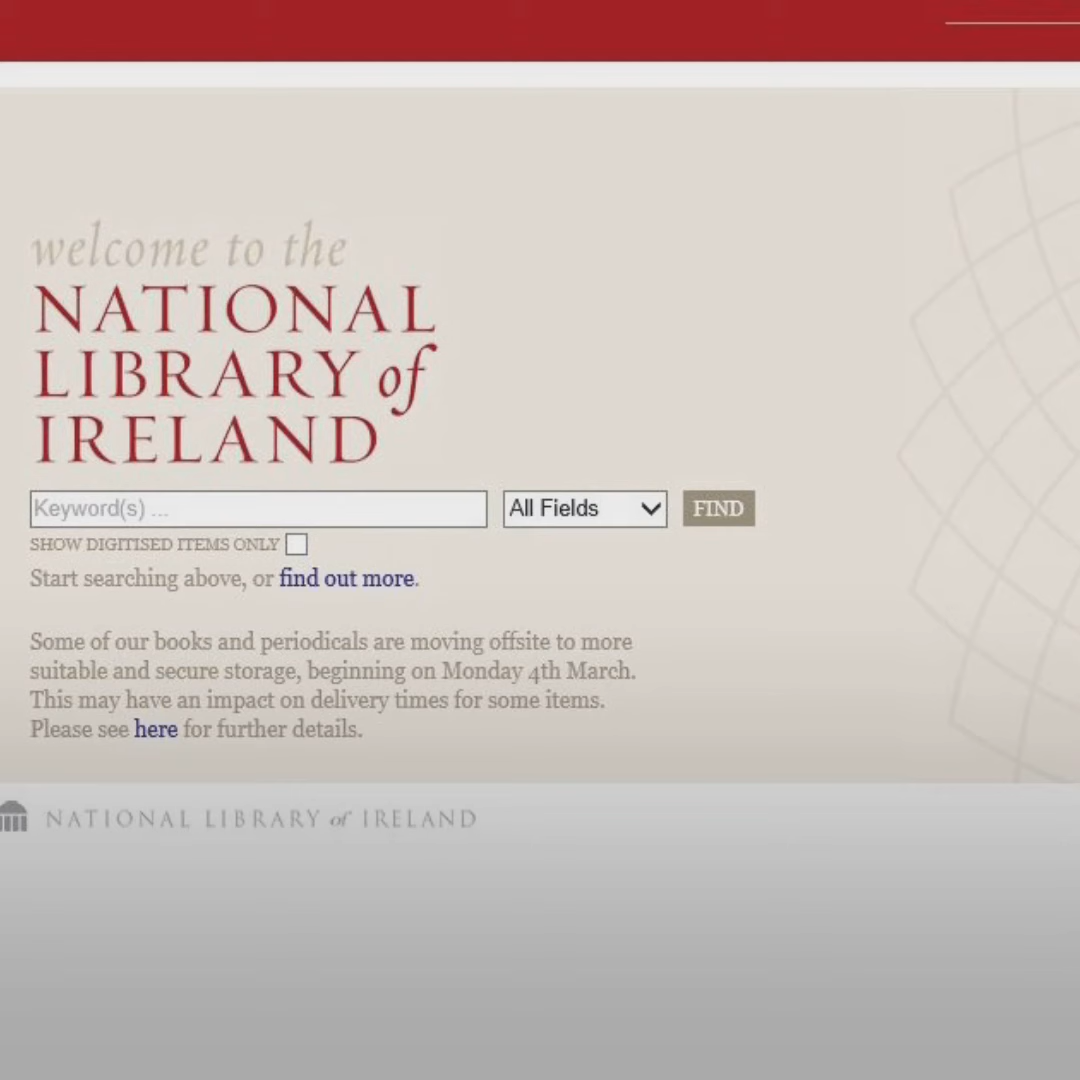 welcome to the
NATIONAL
LIBRARY of
IRELAND
Keyword(s) ... All Fields FIND
SHOW DIGITISED ITEMS ONLY
Start searching above, or find out more.
Some of our books and periodicals are moving offsite to more
suitable and secure storage, beginning on Monday 4th March.
This may have an impact on delivery times for some items.
Please see here for further details.
NATIONAL LIBRARY of IRELAND